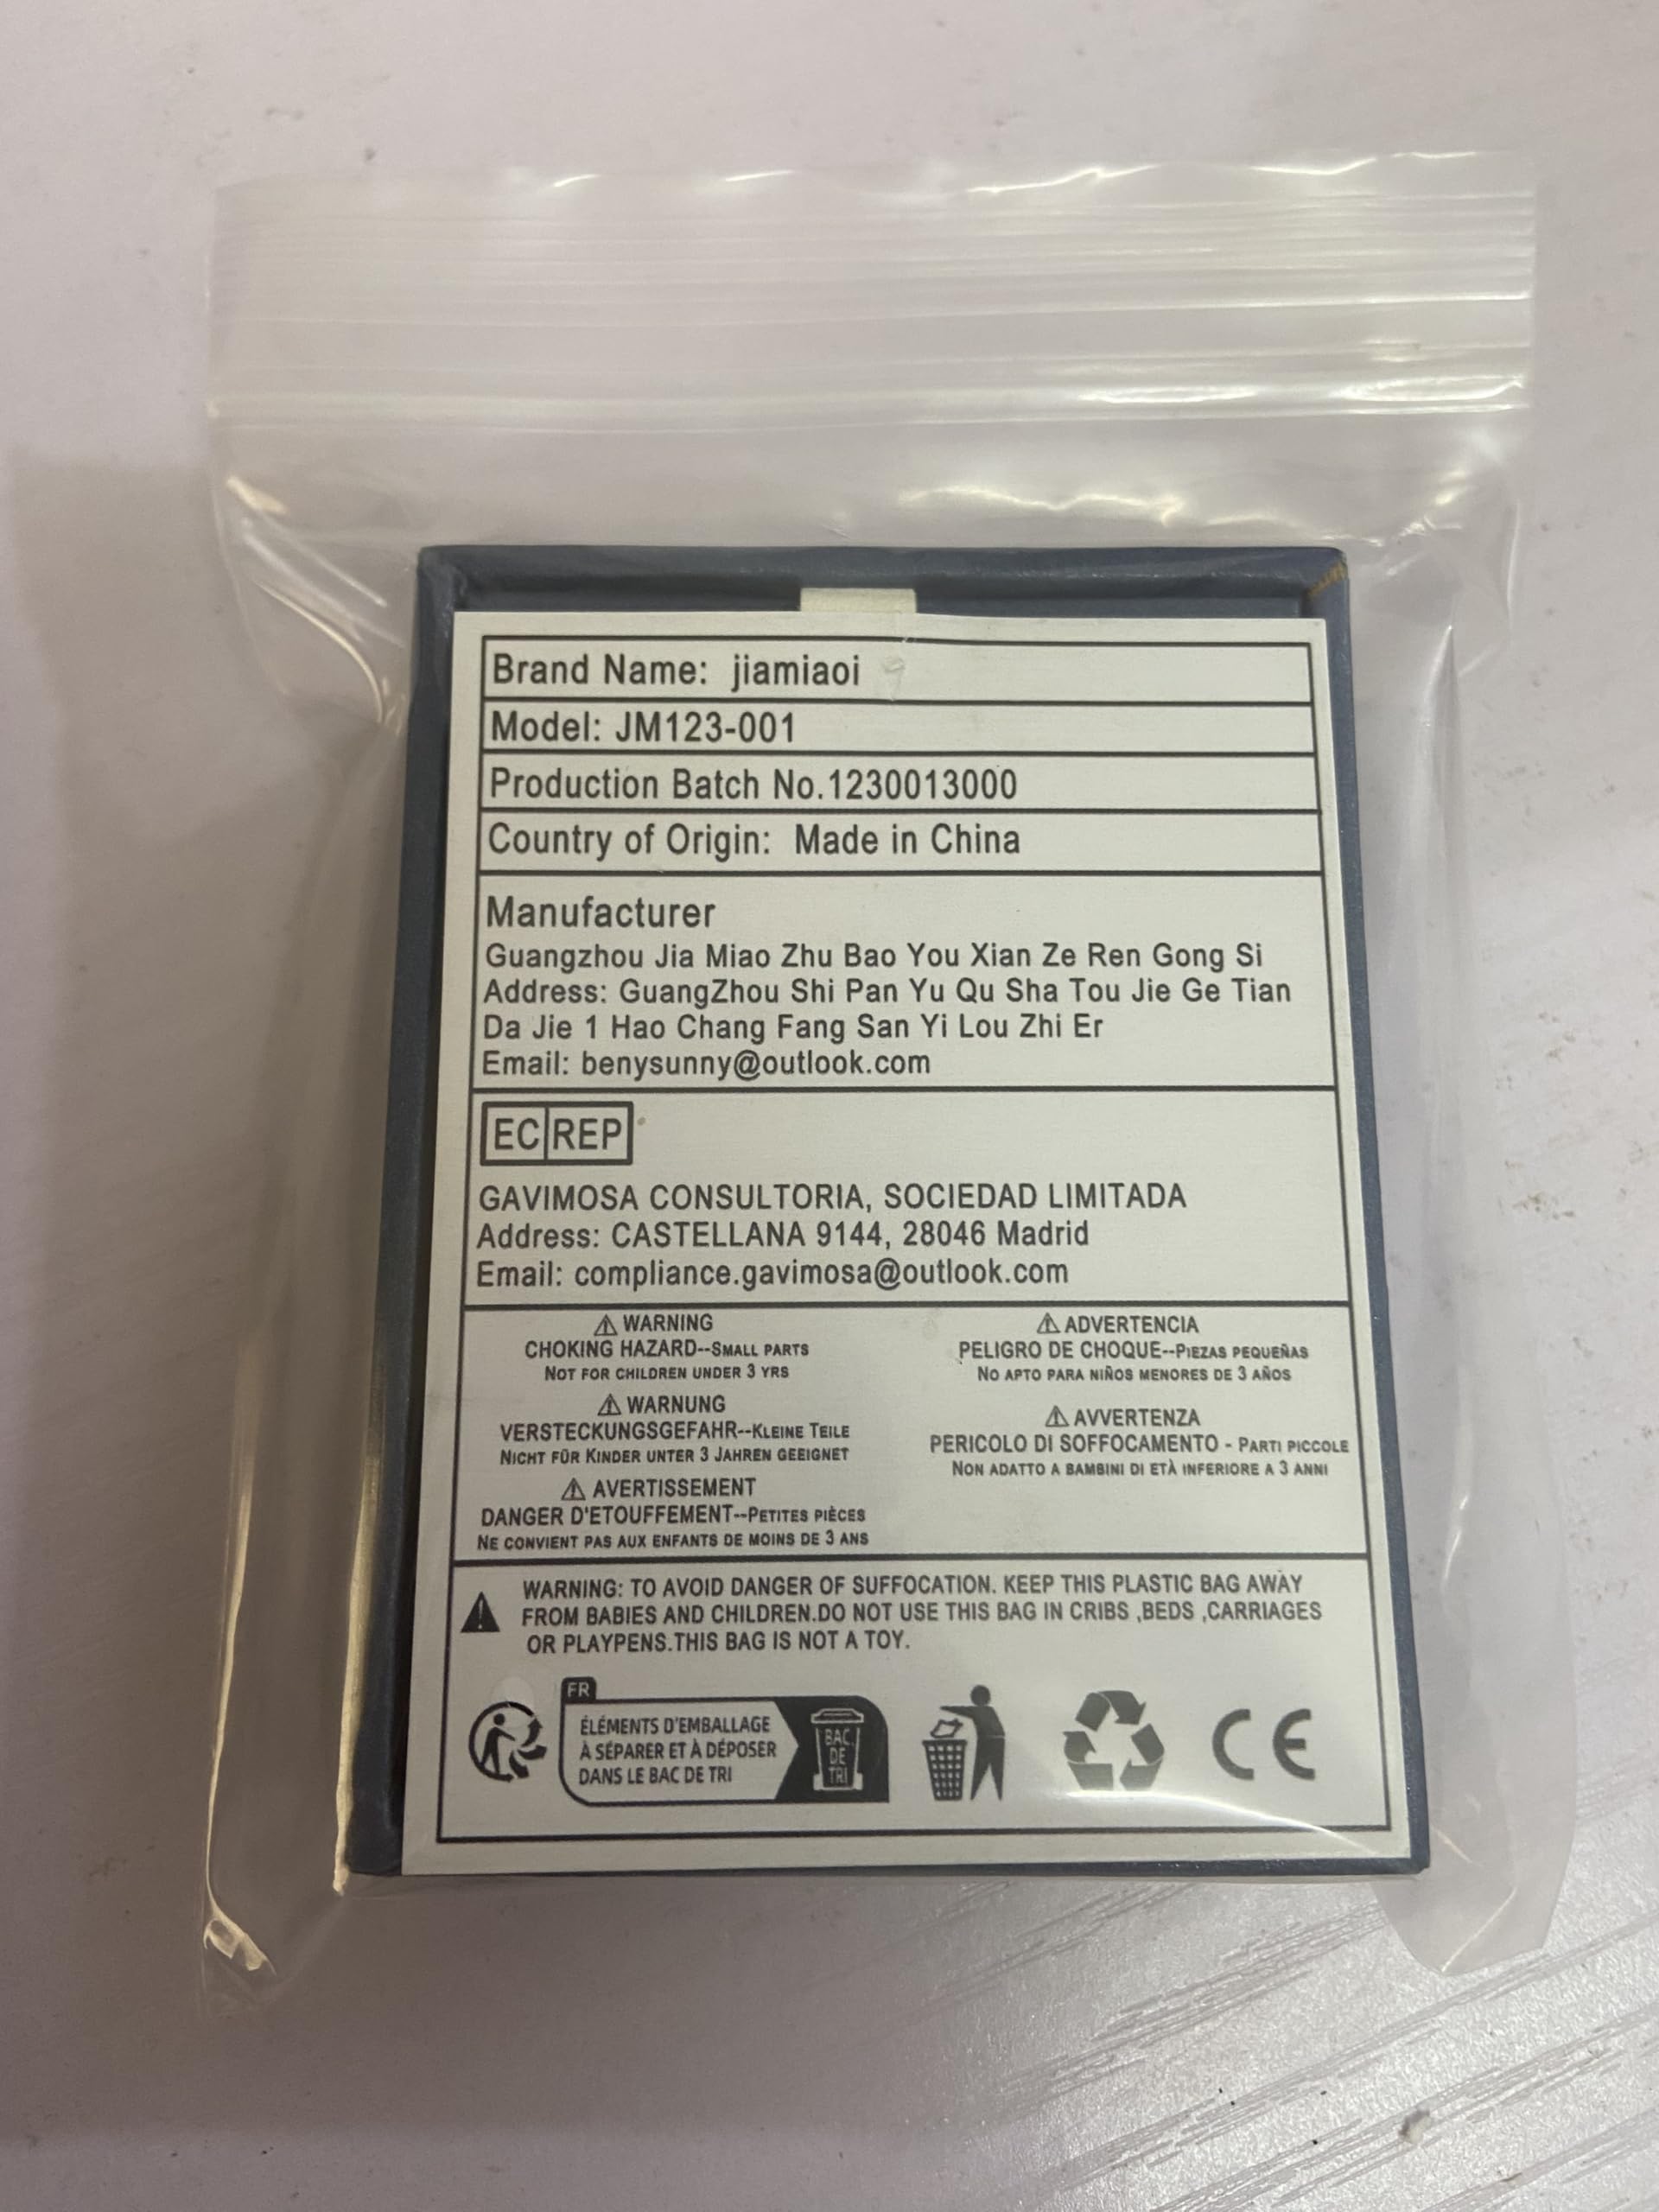 Brand Name: jiamiaoi
Model: JM123-001
Production Batch No.1230013000
Country of Origin: Made in China
Manufacturer
Guangzhou Jia Miao Zhu Bao You Xian Ze Ren Gong Si
Address: GuangZhou Shi Pan Yu Qu Sha Tou Jie Ge Tian
Da Jie 1 Hao Chang Fang San Yi Lou Zhi Er
Email: benysunny@outlook.com
EC REP
GAVIMOSA CONSULTORIA, SOCIEDAD LIMITADA
Address: CASTELLANA 9144, 28046 Madrid
Email: compliance.gavimosa@outlook.com
⚠ WARNING
CHOKING HAZARD--SMALL PARTS
NOT FOR CHILDREN UNDER 3 YRS
⚠ WARNUNG
VERSTECKUNGSGEFAHR--KLEINE TEILE
NICHT FÜR KINDER UNTER 3 JAHREN GEEIGNET
⚠ AVERTISSEMENT
DANGER D'ETOUFFEMENT--PETITES PIÈCES
NE CONVIENT PAS AUX ENFANTS DE MOINS DE 3 ANS
⚠ ADVERTENCIA
PELIGRO DE CHOQUE--PIEZAS PEQUEÑAS
NO APTO PARA NIÑOS MENORES DE 3 AÑOS
⚠ AVVERTENZA
PERICOLO DI SOFFOCAMENTO - PARTI PICCOLE
NON ADATTO A BAMBINI DI ETÀ INFERIORE A 3 ANNI
WARNING: TO AVOID DANGER OF SUFFOCATION. KEEP THIS PLASTIC BAG AWAY
FROM BABIES AND CHILDREN.DO NOT USE THIS BAG IN CRIBS ,BEDS ,CARRIAGES
OR PLAYPENS.THIS BAG IS NOT A TOY.
FR
ÉLÉMENTS D'EMBALLAGE
À SÉPARER ET À DÉPOSER
DANS LE BAC DE TRI
BAC
DE
TRI
CE